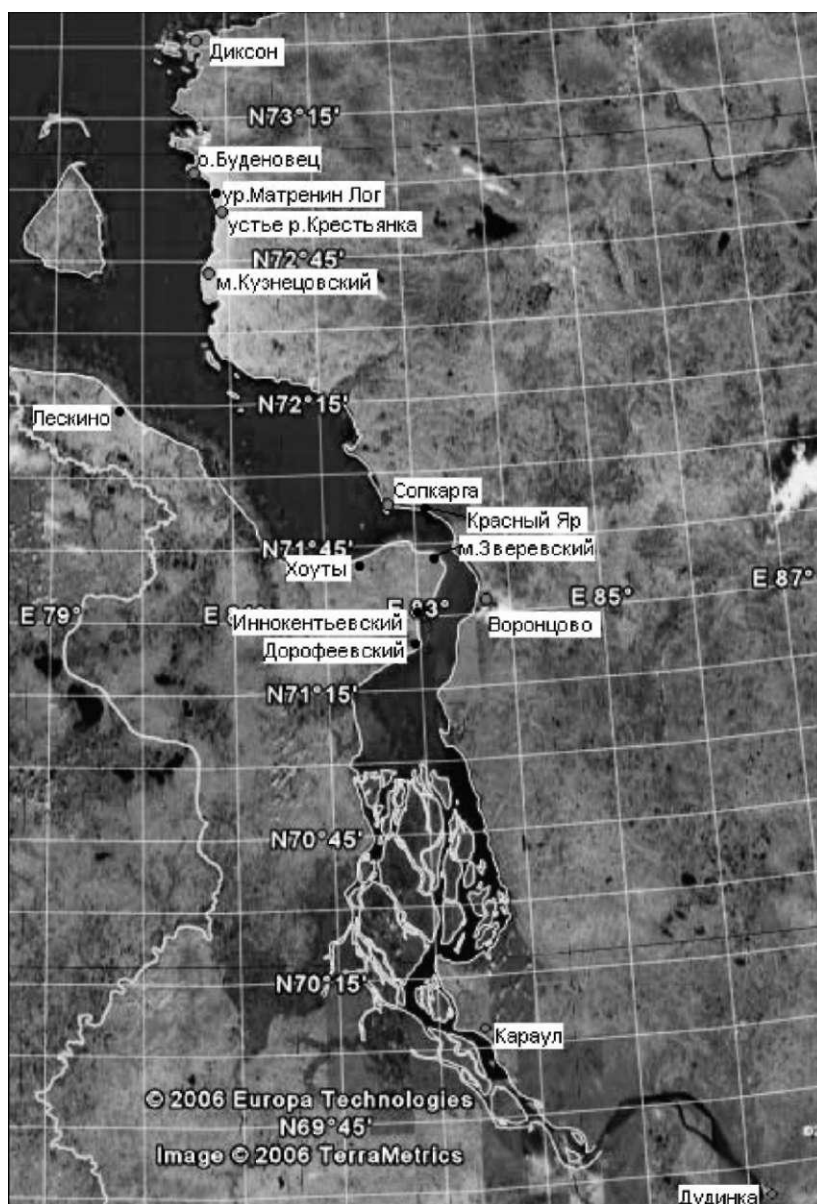 Диксон
N73°15'
о.Буденовец
ур.Матренин Лог
устье р.Крестьянка
N72°45'
м.Кузнецовский
N72°15'
Лескино
Сопкарга
Красный Яр
N71°45'
м.Зверевский
Хоуты
E 87°
E 79°
E 83°
E 85°
Иннокентьевский
Воронцово
Дорофеевский
N71°15'
N70°45'
N70°15'
Караул
© 2006 Europa Technologies
N69°45'
Image © 2006 TerraMetrics
Дудинка